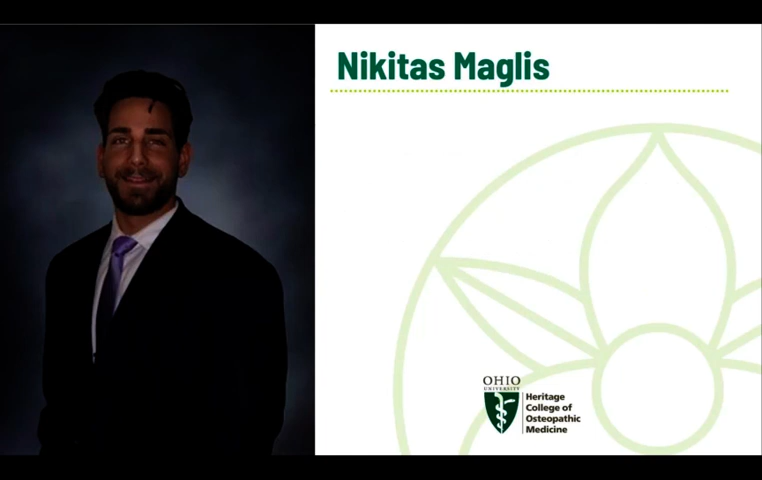 Nikitas Maglis
OHIO
UNIVERSITY
Heritage
College of
Osteopathic
Medicine